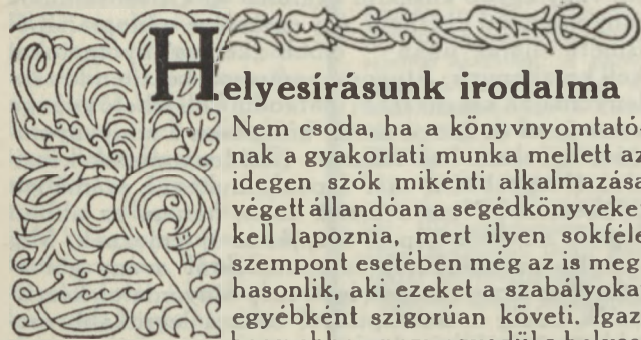 Helyesírásunk irodalma
Nem csoda, ha a könyvnyomtató-
nak a gyakorlati munka mellett az
idegen szók mikénti alkalmazása
végett állandóan a segédkönyveke
kell lapoznia, mert ilyen sokféle
szempont esetében még az is meg-
hasonlik, aki ezeket a szabályoka
egyébként szigorúan követi. Igaz,